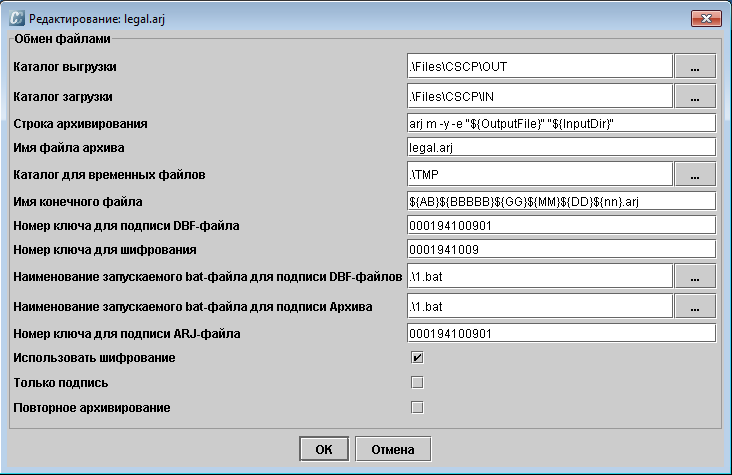 Редактирование: legal.arj
Обмен файлами
Каталог выгрузки .\Files\CSCP\OUT ...
Каталог загрузки .\Files\CSCP\IN ...
Строка архивирования arj m -y -e "${OutputFile}" "${InputDir}"
Имя файла архива legal.arj
Каталог для временных файлов .\TMP ...
Имя конечного файла ${AB}${BBBBB}${GG}${MM}${DD}${nn}.arj
Номер ключа для подписи DBF-файла 000194100901
Номер ключа для шифрования 0001941009
Наименование запускаемого bat-файла для подписи DBF-файлов .\1.bat ...
Наименование запускаемого bat-файла для подписи Архива .\1.bat ...
Номер ключа для подписи ARJ-файла 000194100901
Использовать шифрование
Только подпись
Повторное архивирование
OK Отмена